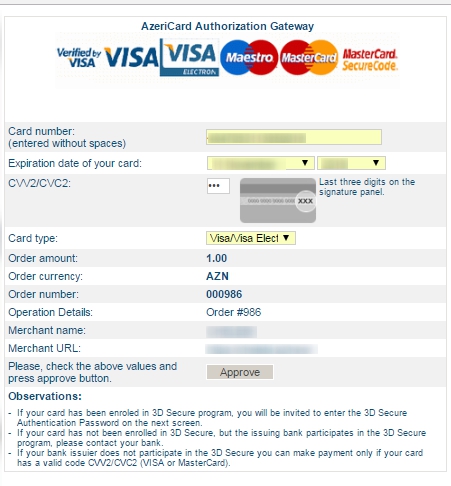 AzeriCard Authorization Gateway
Verified by VISA VISA VISA ELECTRON Maestro MasterCard MasterCard. SecureCode.
Card number:
(entered without spaces)
Expiration date of your card:
CVV2/CVC2: ••• XXX Last three digits on the
signature panel.
Card type: Visa/Visa Elect
Order amount: 1.00
Order currency: AZN
Order number: 000986
Operation Details: Order #986
Merchant name:
Merchant URL:
Please, check the above values and
press approve button. Approve
Observations:
- If your card has been enroled in 3D Secure program, you will be invited to enter the 3D Secure
Authentication Password on the next screen.
- If your card has not been enrolled in 3D Secure, but the issuing bank participates in the 3D Secure
program, please contact your bank.
- If your bank issuier does not participate in the 3D Secure you can make payment only if your card
has a valid code CVV2/CVC2 (VISA or MasterCard).